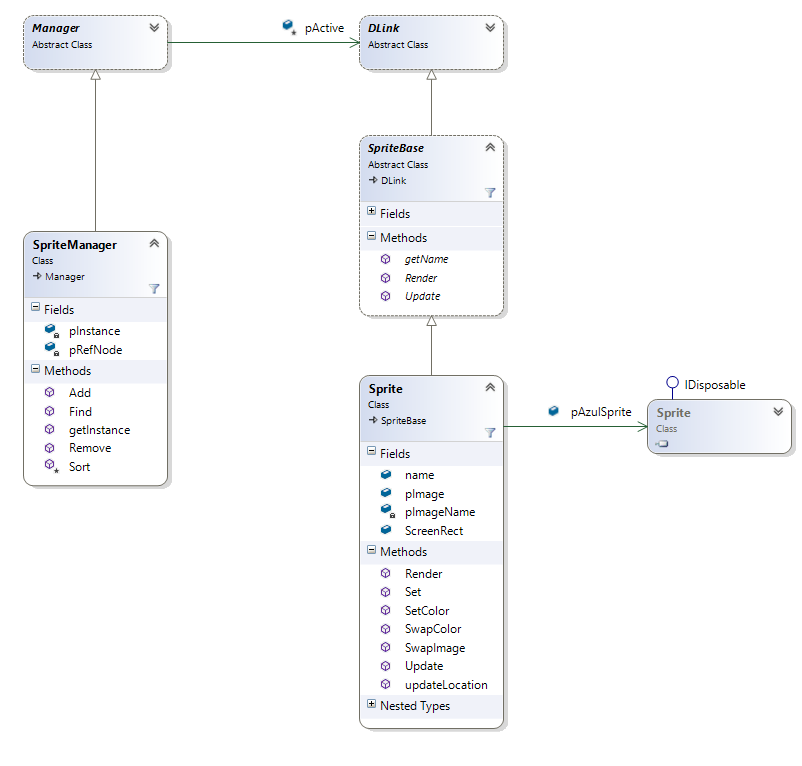 Manager
Abstract Class
pActive
DLink
Abstract Class
SpriteBase
Abstract Class
DLink
Fields
Methods
getName
Render
Update
SpriteManager
Class
Manager
Fields
pInstance
pRefNode
Methods
Add
Find
getInstance
Remove
Sort
Sprite
Class
SpriteBase
Fields
name
pImage
pImageName
ScreenRect
Methods
Render
Set
SetColor
SwapColor
SwapImage
Update
updateLocation
Nested Types
pAzulSprite
IDisposable
Sprite
Class